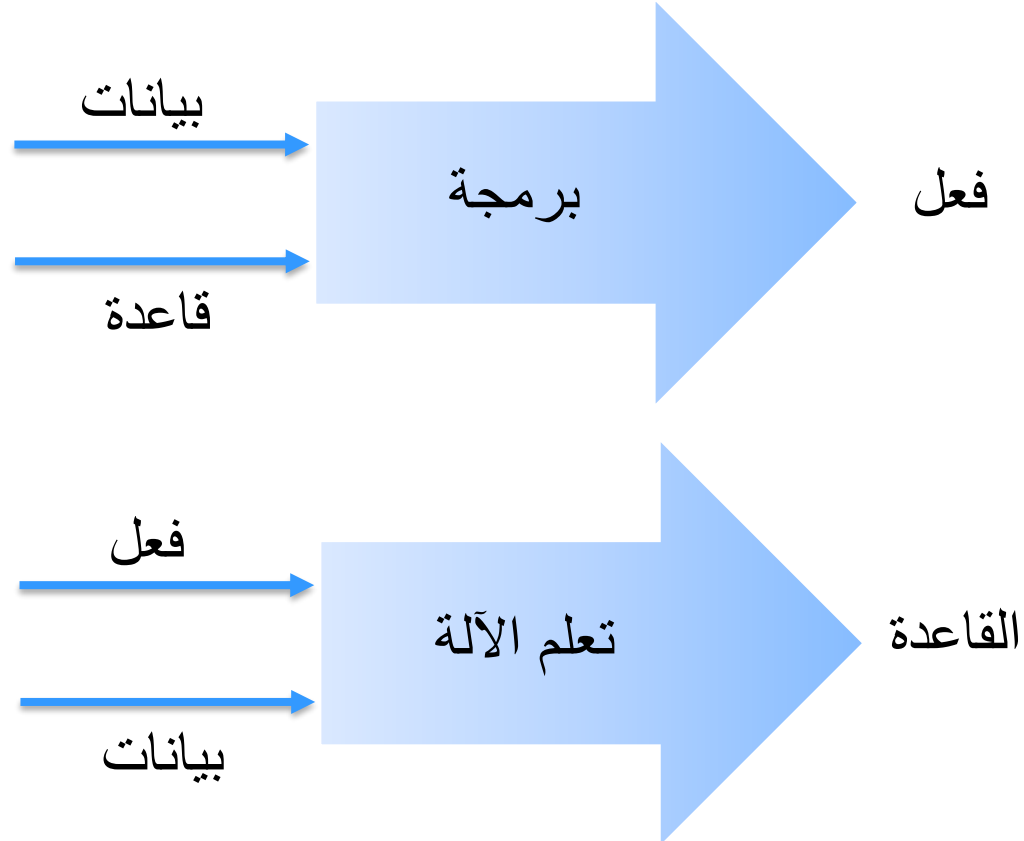 بيانات
قاعدة
برمجة
فعل
فعل
بيانات
تعلم الآلة
القاعدة